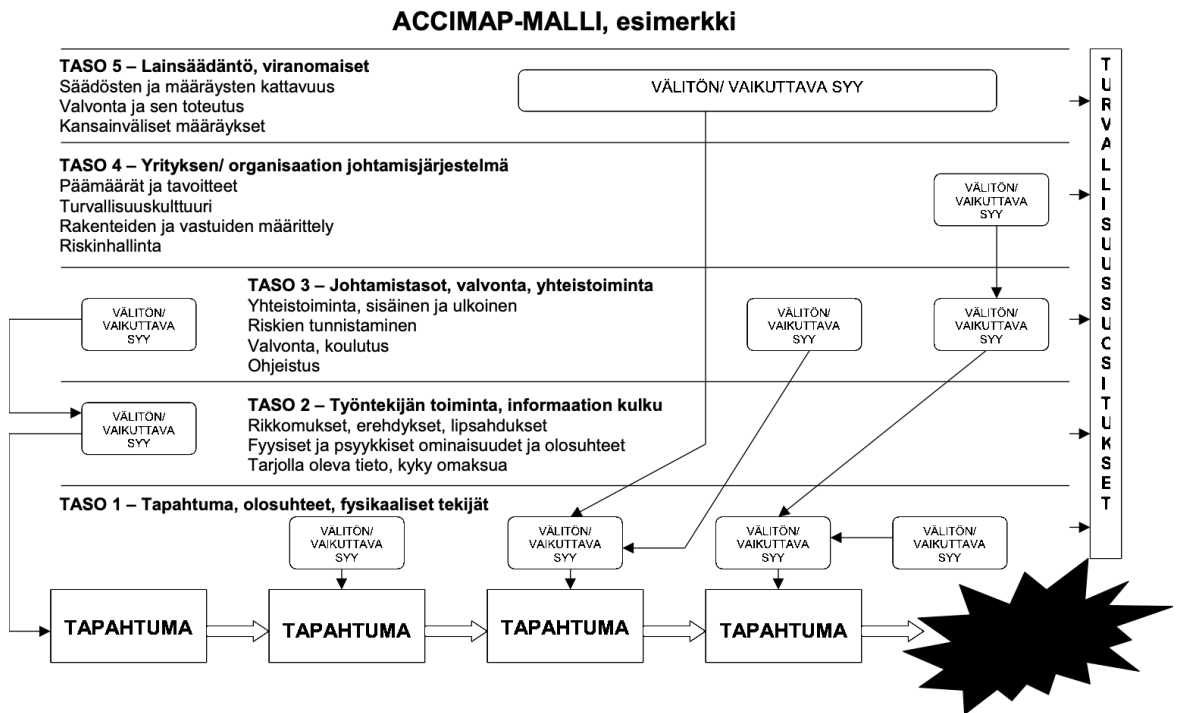 ACCIMAP-MALLI, esimerkki
TASO 5 – Lainsäädäntö, viranomaiset
Säädösten ja määräysten kattavuus
Valvonta ja sen toteutus
Kansainväliset määräykset
VÄLITÖN/ VAIKUTTAVA SYY
TASO 4 – Yrityksen/ organisaation johtamisjärjestelmä
Päämäärät ja tavoitteet
Turvallisuuskulttuuri
Rakenteiden ja vastuiden määrittely
Riskinhallinta
VÄLITÖN/
VAIKUTTAVA
SYY
TASO 3 – Johtamistasot, valvonta, yhteistoiminta
Yhteistoiminta, sisäinen ja ulkoinen
Riskien tunnistaminen
Valvonta, koulutus
Ohjeistus
VÄLITÖN/
VAIKUTTAVA
SYY
VÄLITÖN/
VAIKUTTAVA
SYY
VÄLITÖN/
VAIKUTTAVA
SYY
TASO 2 – Työntekijän toiminta, informaation kulku
Rikkomukset, erehdykset, lipsahdukset
Fyysiset ja psyykkiset ominaisuudet ja olosuhteet
Tarjolla oleva tieto, kyky omaksua
VÄLITÖN/
VAIKUTTAVA
SYY
TASO 1 – Tapahtuma, olosuhteet, fysikaaliset tekijät
VÄLITÖN/
VAIKUTTAVA
SYY
VÄLITÖN/
VAIKUTTAVA
SYY
VÄLITÖN/
VAIKUTTAVA
SYY
VÄLITÖN/
VAIKUTTAVA
SYY
TAPAHTUMA
TAPAHTUMA
TAPAHTUMA
TAPAHTUMA
TURVALLISUUSSUOSITUKSET